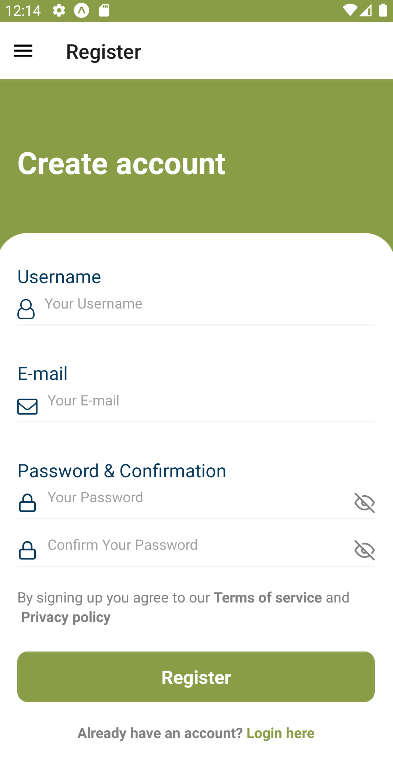 12:14
Register
Create account
Username
Your Username
E-mail
Your E-mail
Password & Confirmation
Your Password
Confirm Your Password
By signing up you agree to our Terms of service and
Privacy policy
Register
Already have an account? Login here